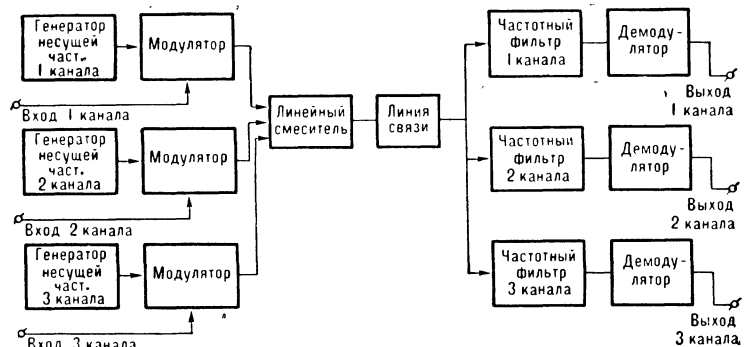 Генератор
несущей
част.
1 канала
Модулятор
Вход 1 канала
Генератор
несущей
част.
2 канала
Модулятор
Вход 2 канала
Генератор
несущей
част.
3 канала
Модулятор
Вход 3 канала
Линейный
смеситель
Линия
связи
Частотный
фильтр
1 канала
Демоду-
лятор
Выход
1 канала
Частотный
фильтр
2 канала
Демоду-
лятор
Выход
2 канала
Частотный
фильтр
3 канала
Демоду-
лятор
Выход
3 канала